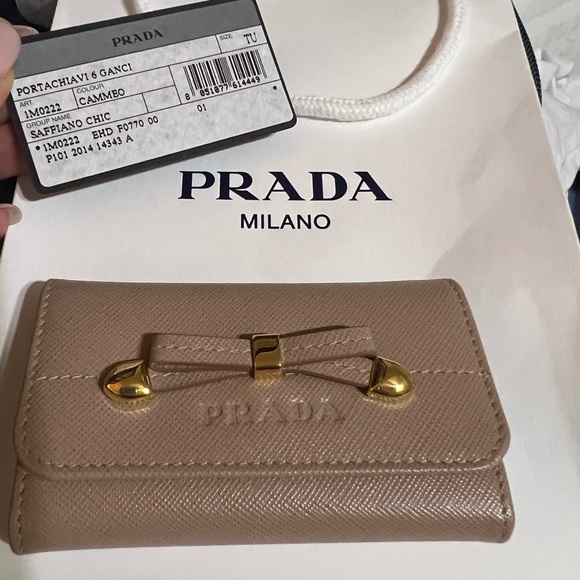 PRADA
PORTACHIAVI 6 GANCI
SIZE TU
ART. COLOUR
1M0222 CAMMEO
GROUP NAME
SAFFIANO CHIC
8 851077 614449
01
*1M0222 EHD F0770 00
P101 2014 14343 A
PRADA
MILANO
PRADA